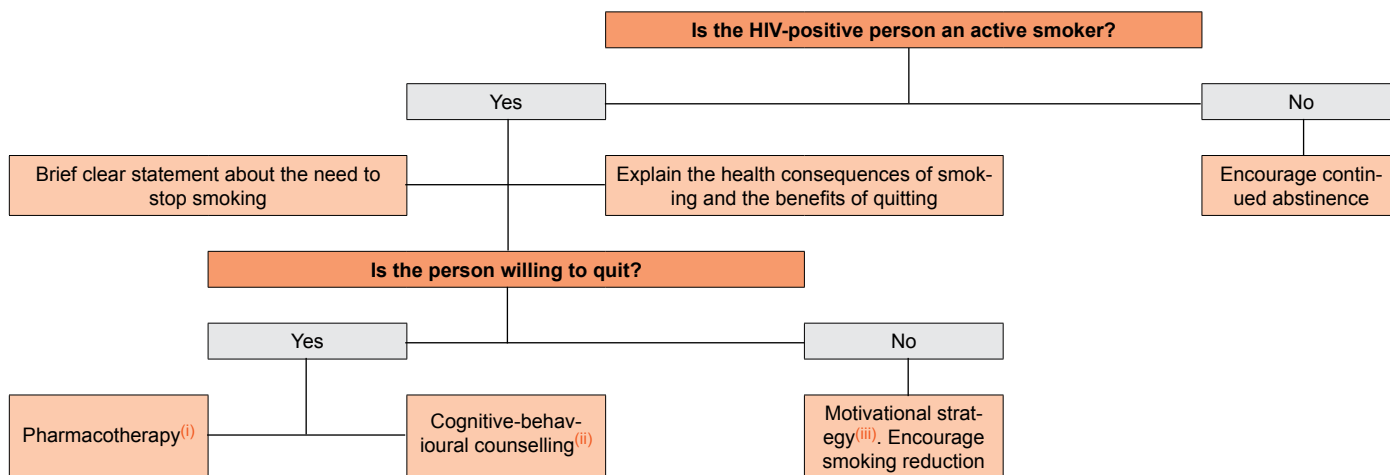 Is the HIV-positive person an active smoker?
Yes
No
Brief clear statement about the need to
stop smoking
Explain the health consequences of smok-
ing and the benefits of quitting
Encourage contin-
ued abstinence
Is the person willing to quit?
Yes
No
Pharmacotherapy(i)
Cognitive-behav-
ioural counselling(ii)
Motivational strat-
egy(iii). Encourage
smoking reduction